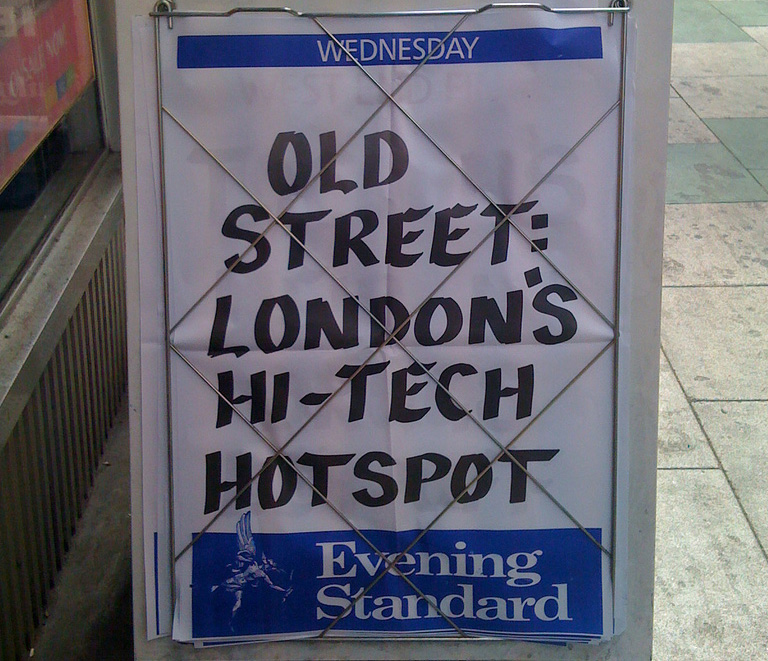 WEDNESDAY
OLD
STREET:
LONDON'S
HI-TECH
HOTSPOT
Evening
Standard